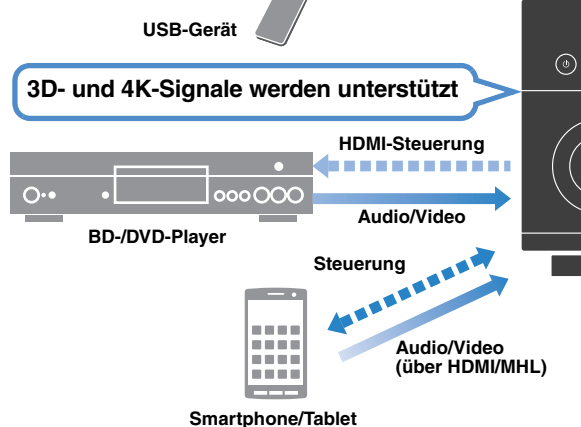 USB-Gerät
3D- und 4K-Signale werden unterstützt
HDMI-Steuerung
Audio/Video
BD-/DVD-Player
Steuerung
Audio/Video
(über HDMI/MHL)
Smartphone/Tablet